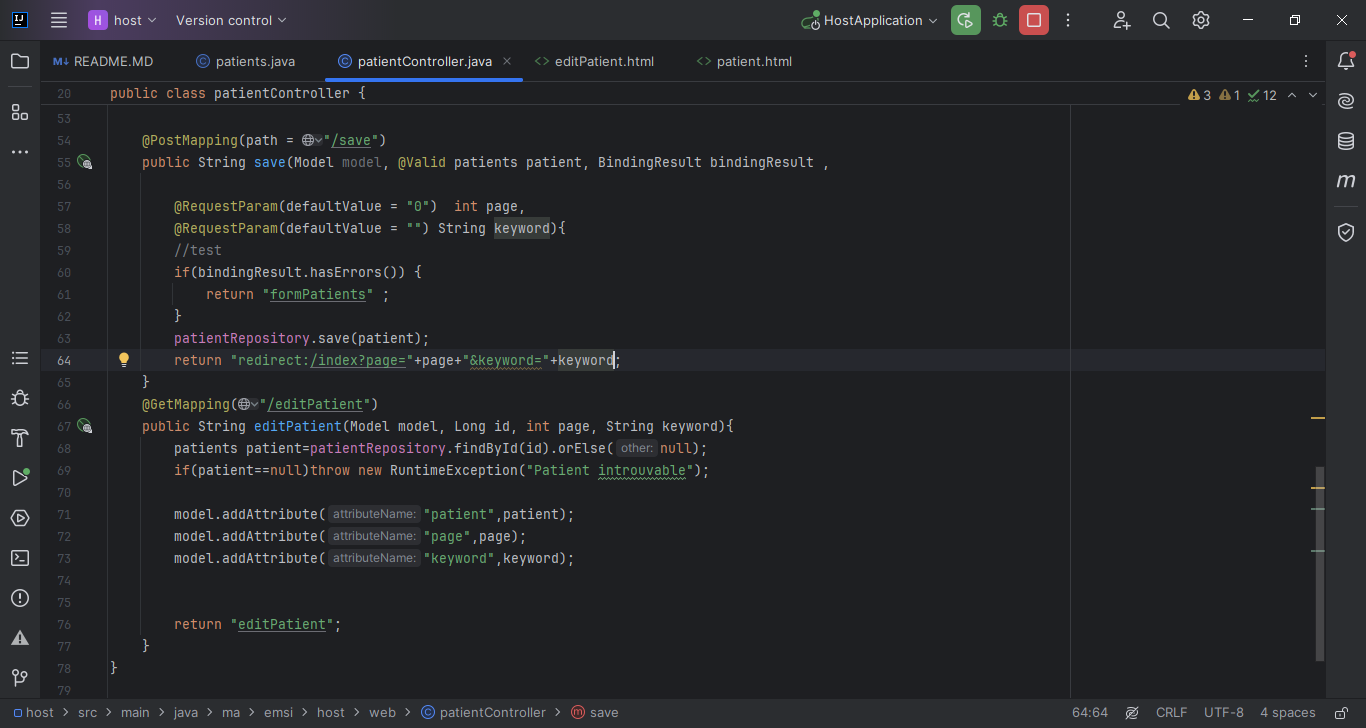 H host Version control HostApplication
README.MD patients.java patientController.java editPatient.html patient.html
20 public class patientController { 3 1 12
53
54 @PostMapping(path = "/save")
55 public String save(Model model, @Valid patients patient, BindingResult bindingResult ,
56
57 @RequestParam(defaultValue = "0")  int page,
58 @RequestParam(defaultValue = "") String keyword){
59 //test
60 if(bindingResult.hasErrors()) {
61 return "formPatients" ;
62 }
63 patientRepository.save(patient);
64 return "redirect:/index?page="+page+"&keyword="+keyword;
65 }
66 @GetMapping("/editPatient")
67 public String editPatient(Model model, Long id, int page, String keyword){
68 patients patient=patientRepository.findById(id).orElse( other: null);
69 if(patient==null)throw new RuntimeException("Patient introuvable");
70
71 model.addAttribute( attributeName: "patient",patient);
72 model.addAttribute( attributeName: "page",page);
73 model.addAttribute( attributeName: "keyword",keyword);
74
75
76 return "editPatient";
77 }
78 }
79
host > src > main > java > ma > emsi > host > web > patientController > save 64:64 CRLF UTF-8 4 spaces